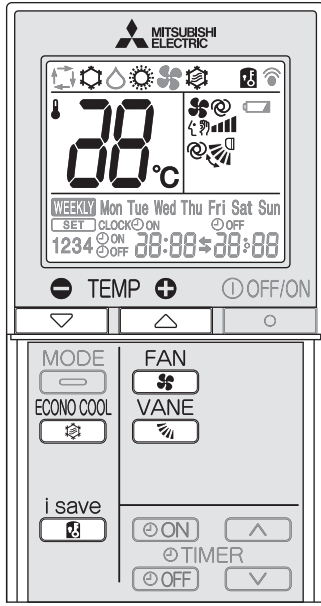 MITSUBISHI
ELECTRIC
88°C
WEEKLY Mon Tue Wed Thu Fri Sat Sun
SET CLOCK ON OFF
1234 ON OFF 88:88 88:88
TEMP OFF/ON
MODE FAN
ECONO COOL VANE
i save
ON
TIMER
OFF